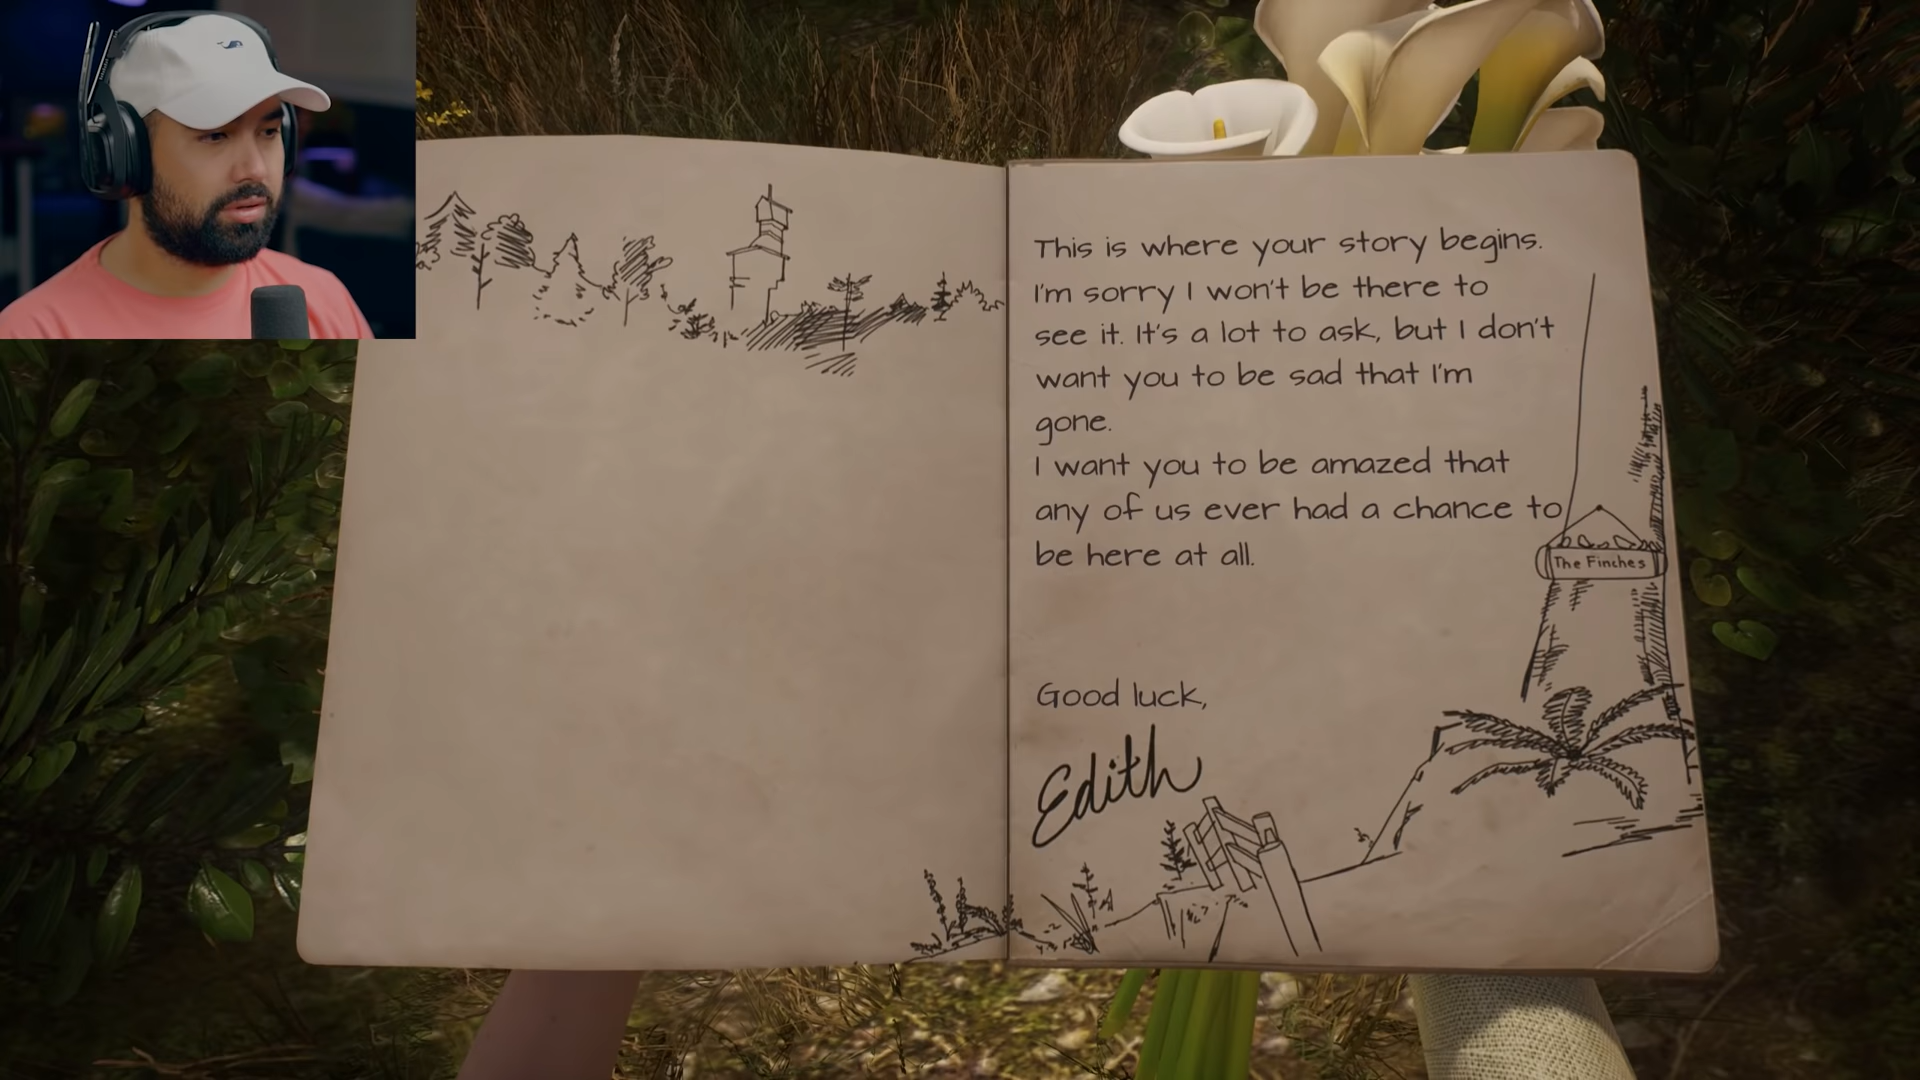 This is where your story begins.
I'm sorry I won't be there to
see it. It's a lot to ask, but I don't
want you to be sad that I'm
gone.
I want you to be amazed that
any of us ever had a chance to
be here at all.
The Finches
Good luck,
Edith